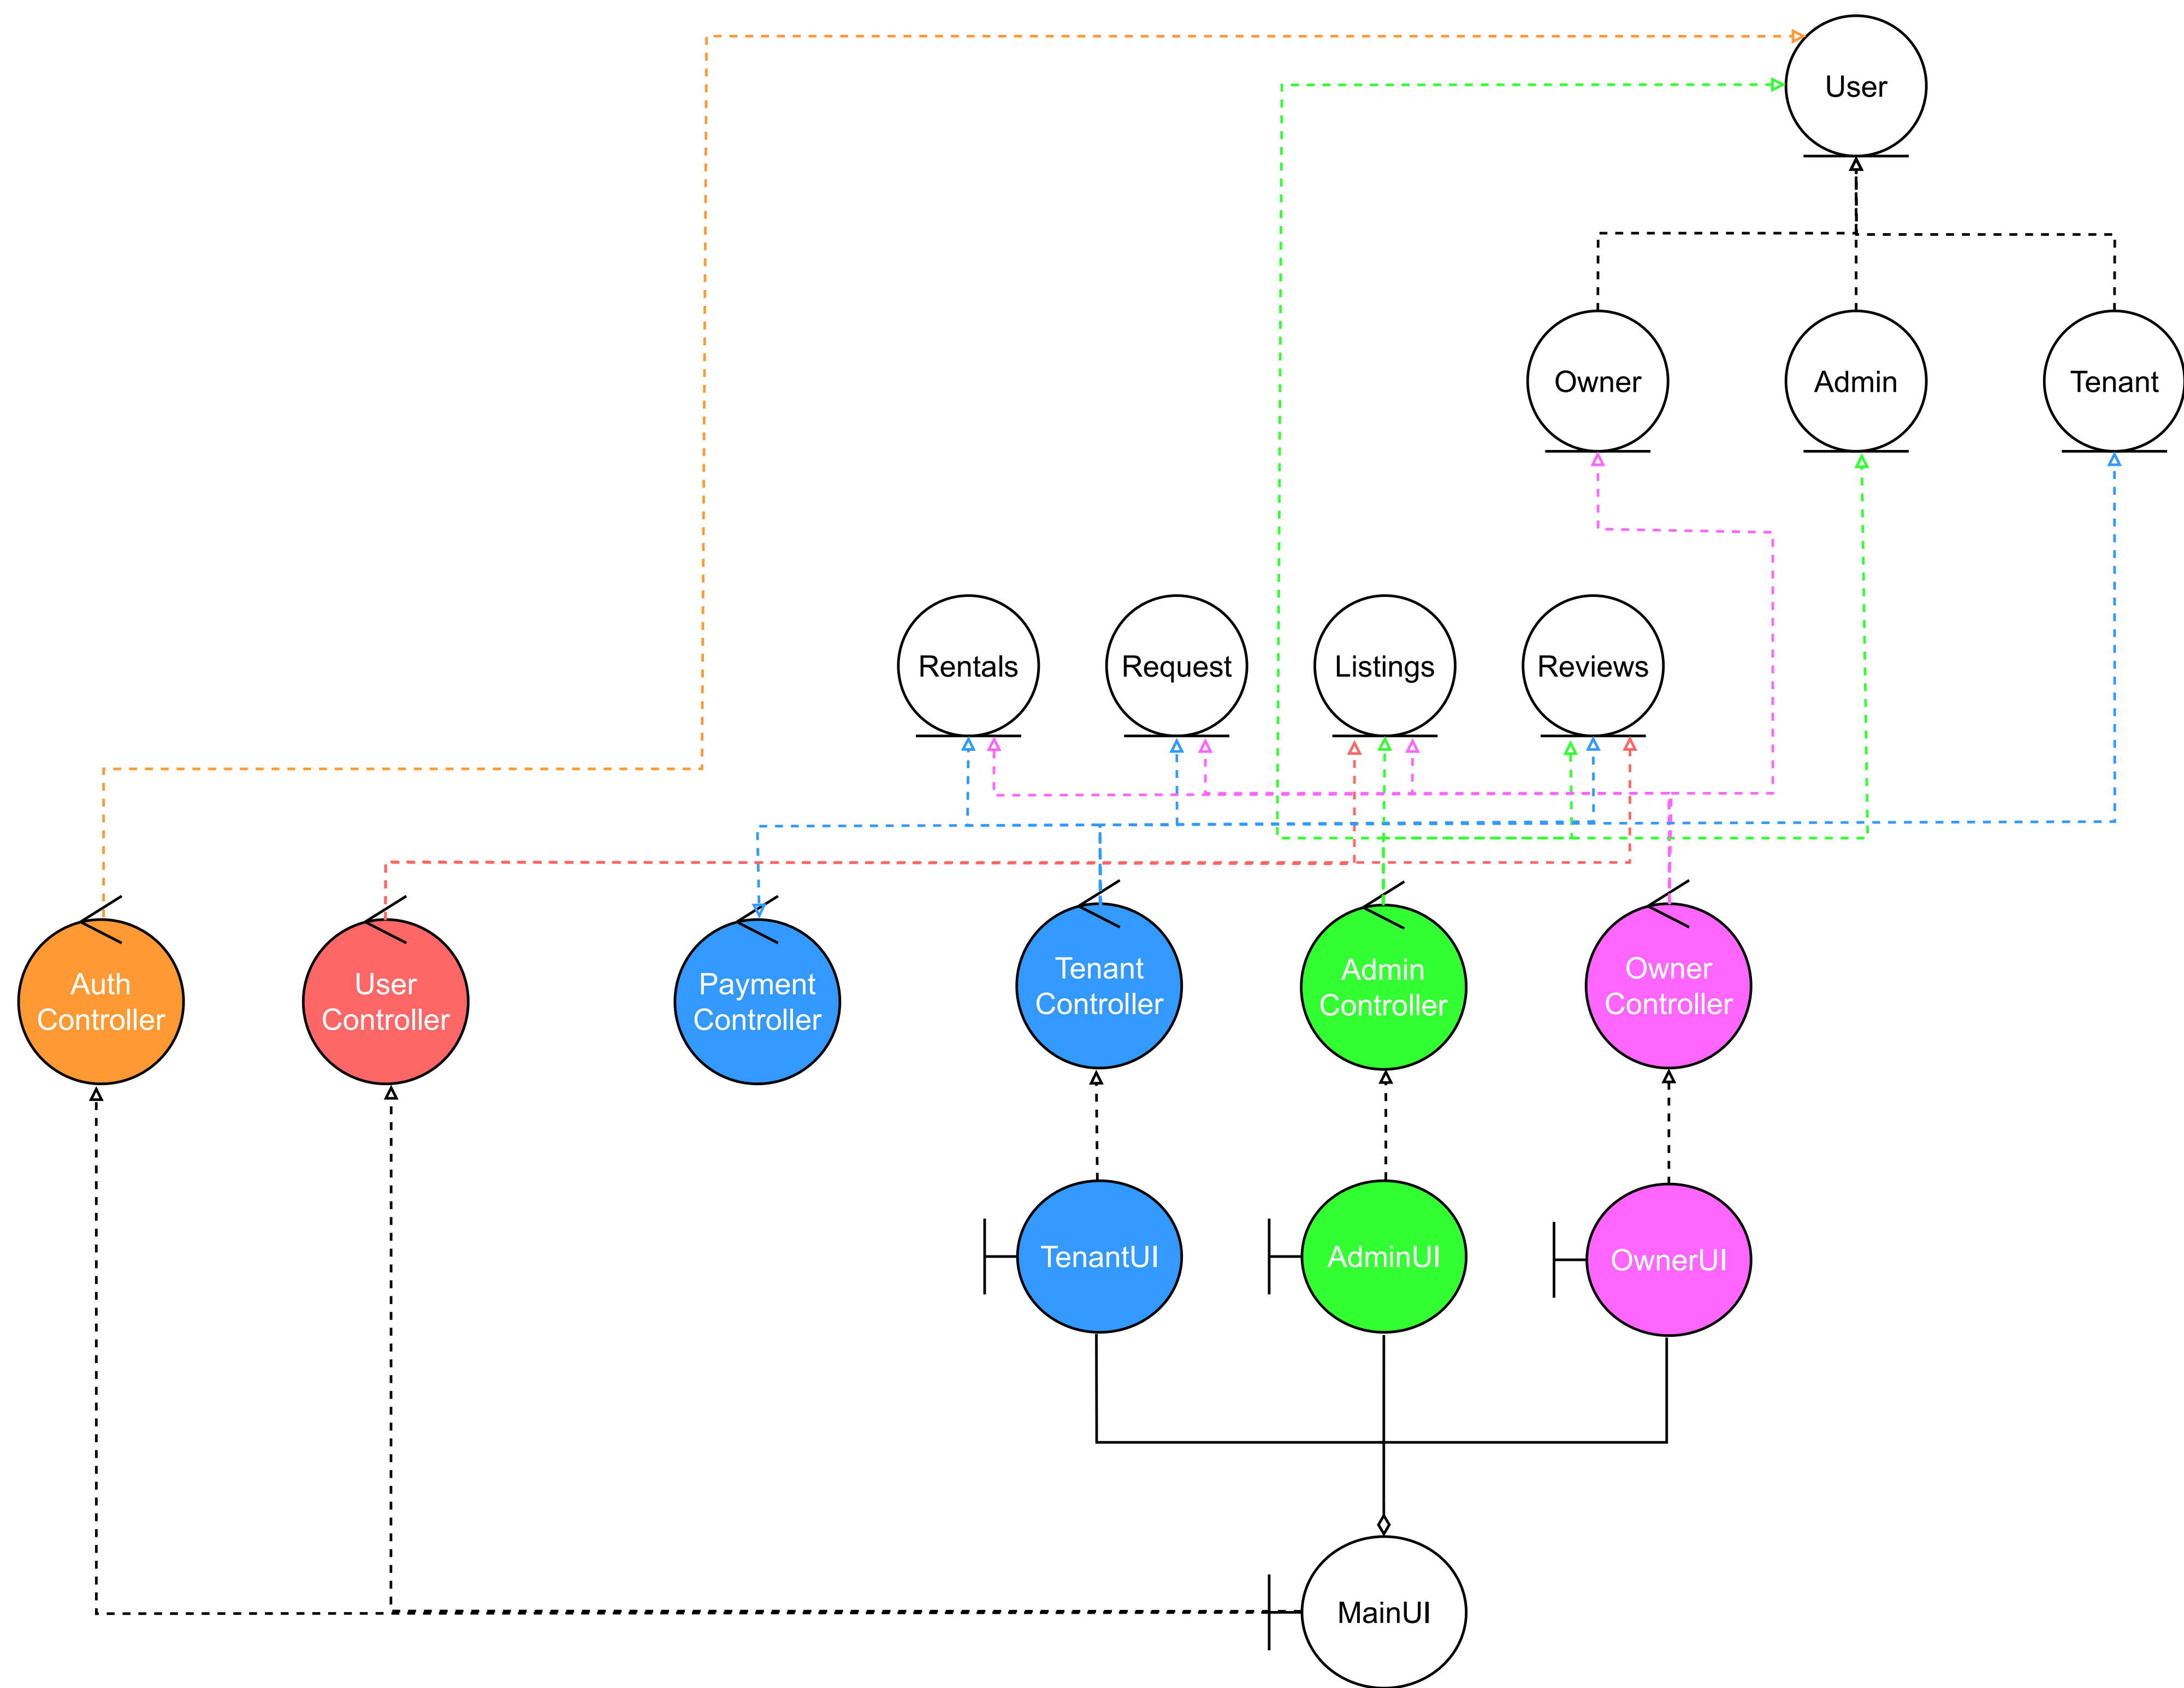 User
Owner
Admin
Tenant
Rentals
Request
Listings
Reviews
Auth
Controller
User
Controller
Payment
Controller
Tenant
Controller
Admin
Controller
Owner
Controller
TenantUI
AdminUI
OwnerUI
MainUI